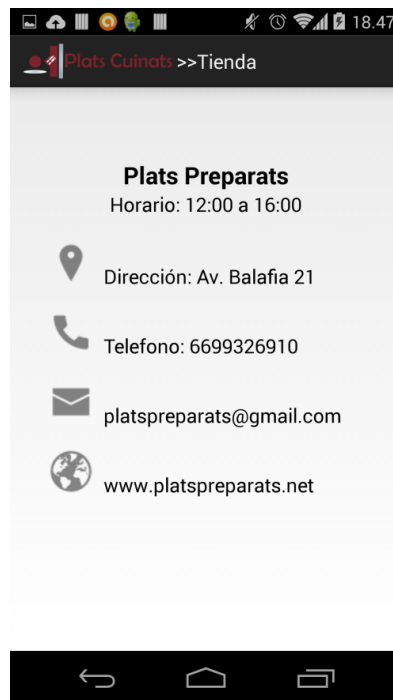 18.47
Plats Cuinats >>Tienda
Plats Preparats
Horario: 12:00 a 16:00
Dirección: Av. Balafia 21
Telefono: 6699326910
platspreparats@gmail.com
www.platspreparats.net